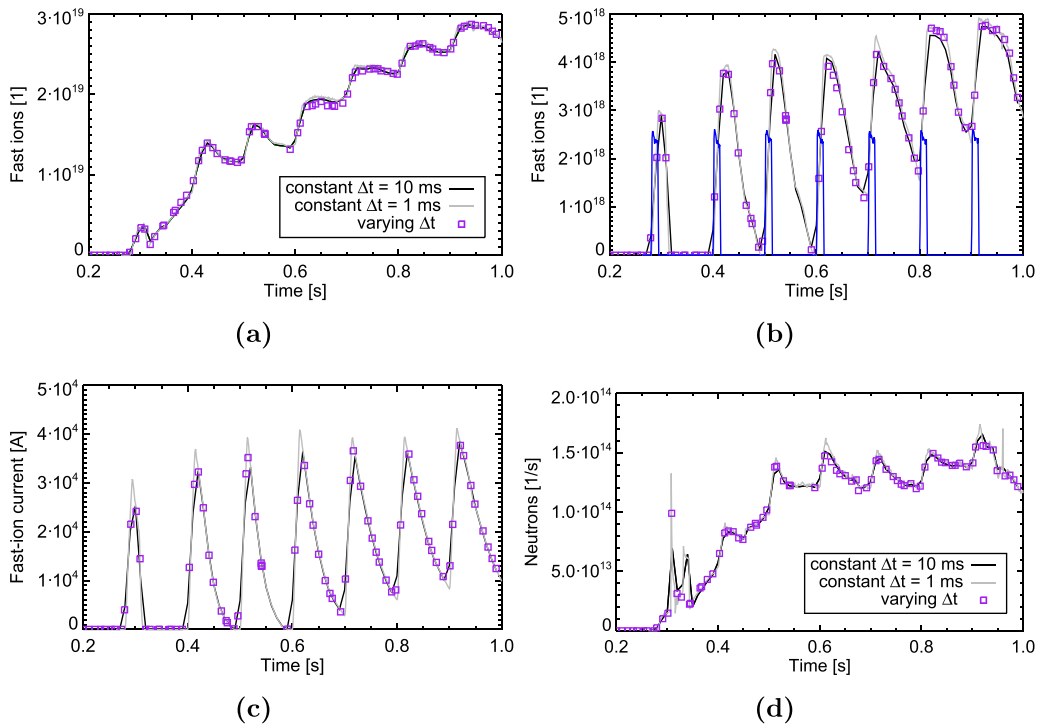 3·10¹⁹
2·10¹⁹
1·10¹⁹
0
Fast ions [1]
constant Δt = 10 ms
constant Δt = 1 ms
varying Δt
0.2 0.4 0.6 0.8 1.0
Time [s]
(a)
5·10¹⁸
4·10¹⁸
3·10¹⁸
2·10¹⁸
1·10¹⁸
0
Fast ions [1]
0.2 0.4 0.6 0.8 1.0
Time [s]
(b)
5·10⁴
4·10⁴
3·10⁴
2·10⁴
1·10⁴
0
Fast-ion current [A]
0.2 0.4 0.6 0.8 1.0
Time [s]
(c)
2.0·10¹⁴
1.5·10¹⁴
1.0·10¹⁴
5.0·10¹³
0
Neutrons [1/s]
constant Δt = 10 ms
constant Δt = 1 ms
varying Δt
0.2 0.4 0.6 0.8 1.0
Time [s]
(d)